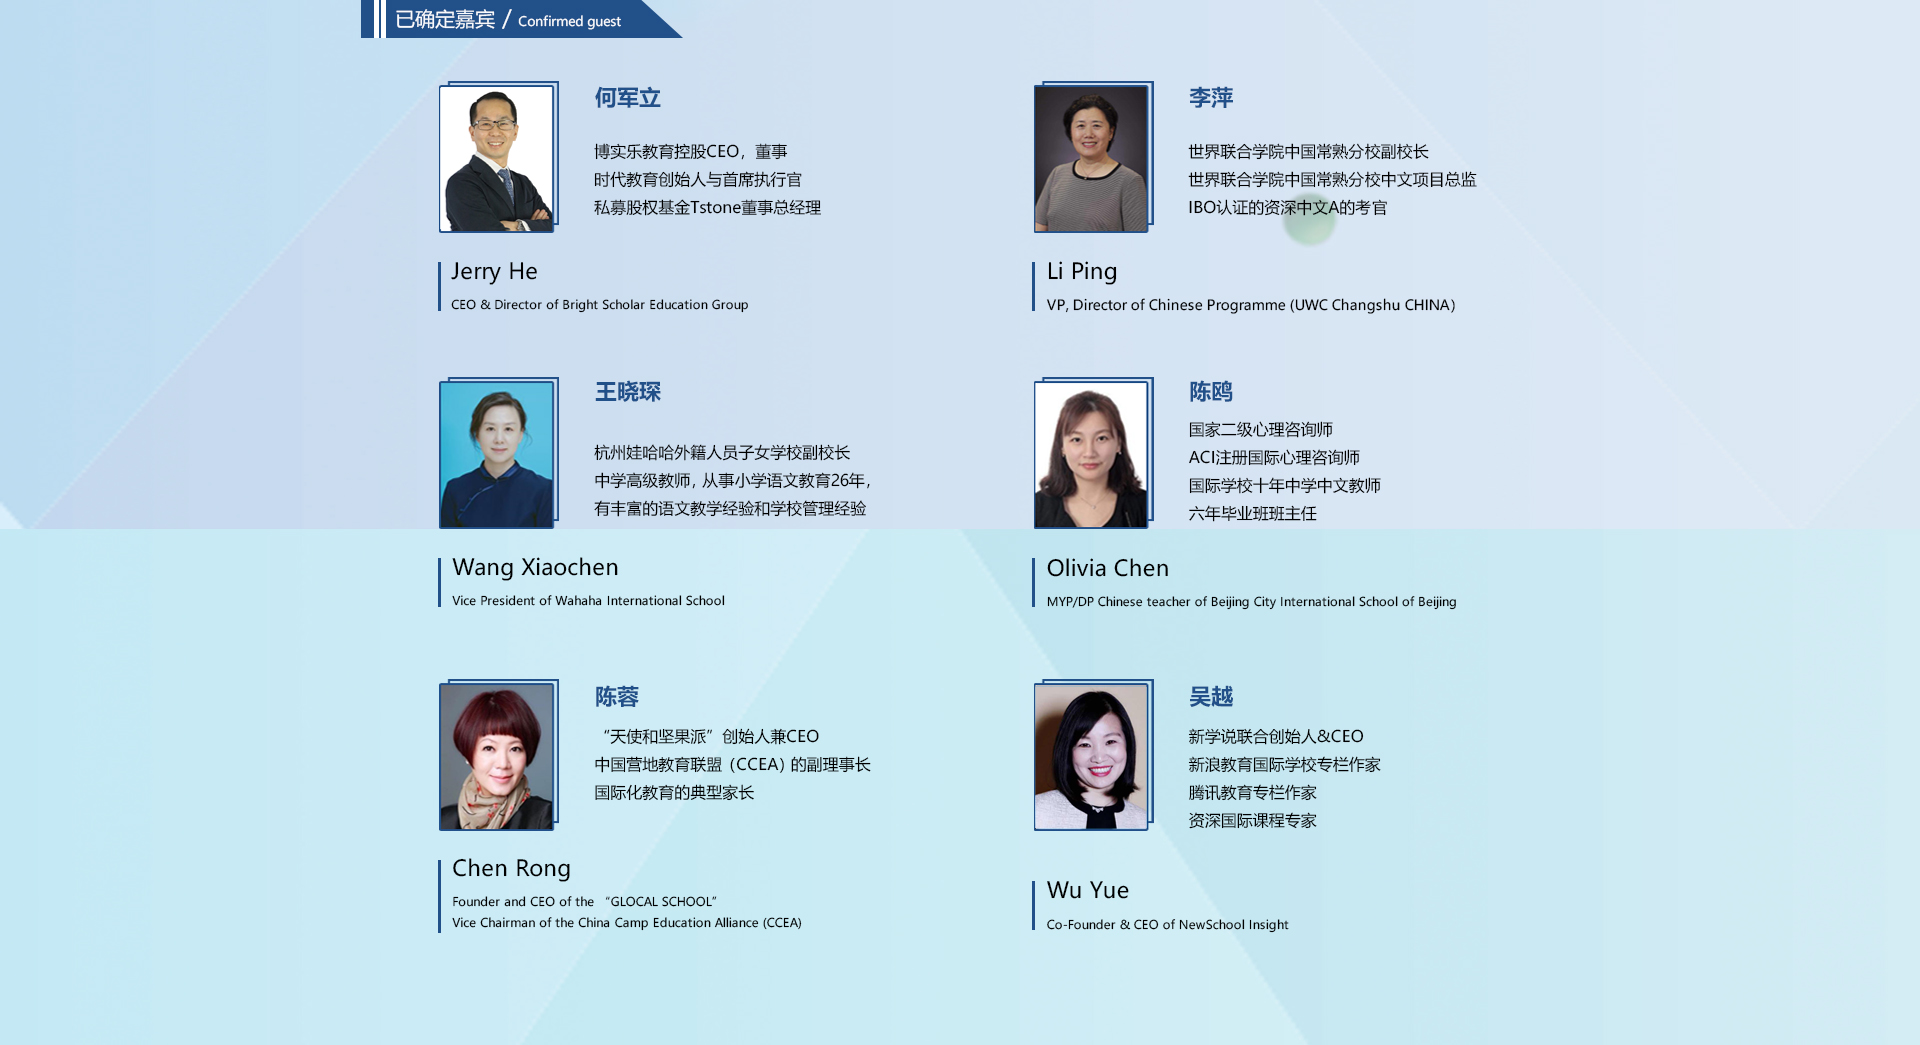 已确定嘉宾 / Confirmed guest
何军立
博实乐教育控股CEO，董事
时代教育创始人与首席执行官
私募股权基金Tstone董事总经理
Jerry He
CEO & Director of Bright Scholar Education Group
李萍
世界联合学院中国常熟分校副校长
世界联合学院中国常熟分校中文项目总监
IBO认证的资深中文A的考官
Li Ping
VP, Director of Chinese Programme (UWC Changshu CHINA)
王晓琛
杭州娃哈哈外籍人员子女学校副校长
中学高级教师，从事小学语文教育26年，
有丰富的语文教学经验和学校管理经验
Wang Xiaochen
Vice President of Wahaha International School
陈鸥
国家二级心理咨询师
ACI注册国际心理咨询师
国际学校十年中学中文教师
六年毕业班班主任
Olivia Chen
MYP/DP Chinese teacher of Beijing City International School of Beijing
陈蓉
“天使和坚果派”创始人兼CEO
中国营地教育联盟（CCEA）的副理事长
国际化教育的典型家长
Chen Rong
Founder and CEO of the “GLOCAL SCHOOL”
Vice Chairman of the China Camp Education Alliance (CCEA)
吴越
新学说联合创始人&CEO
新浪教育国际学校专栏作家
腾讯教育专栏作家
资深国际课程专家
Wu Yue
Co-Founder & CEO of NewSchool Insight